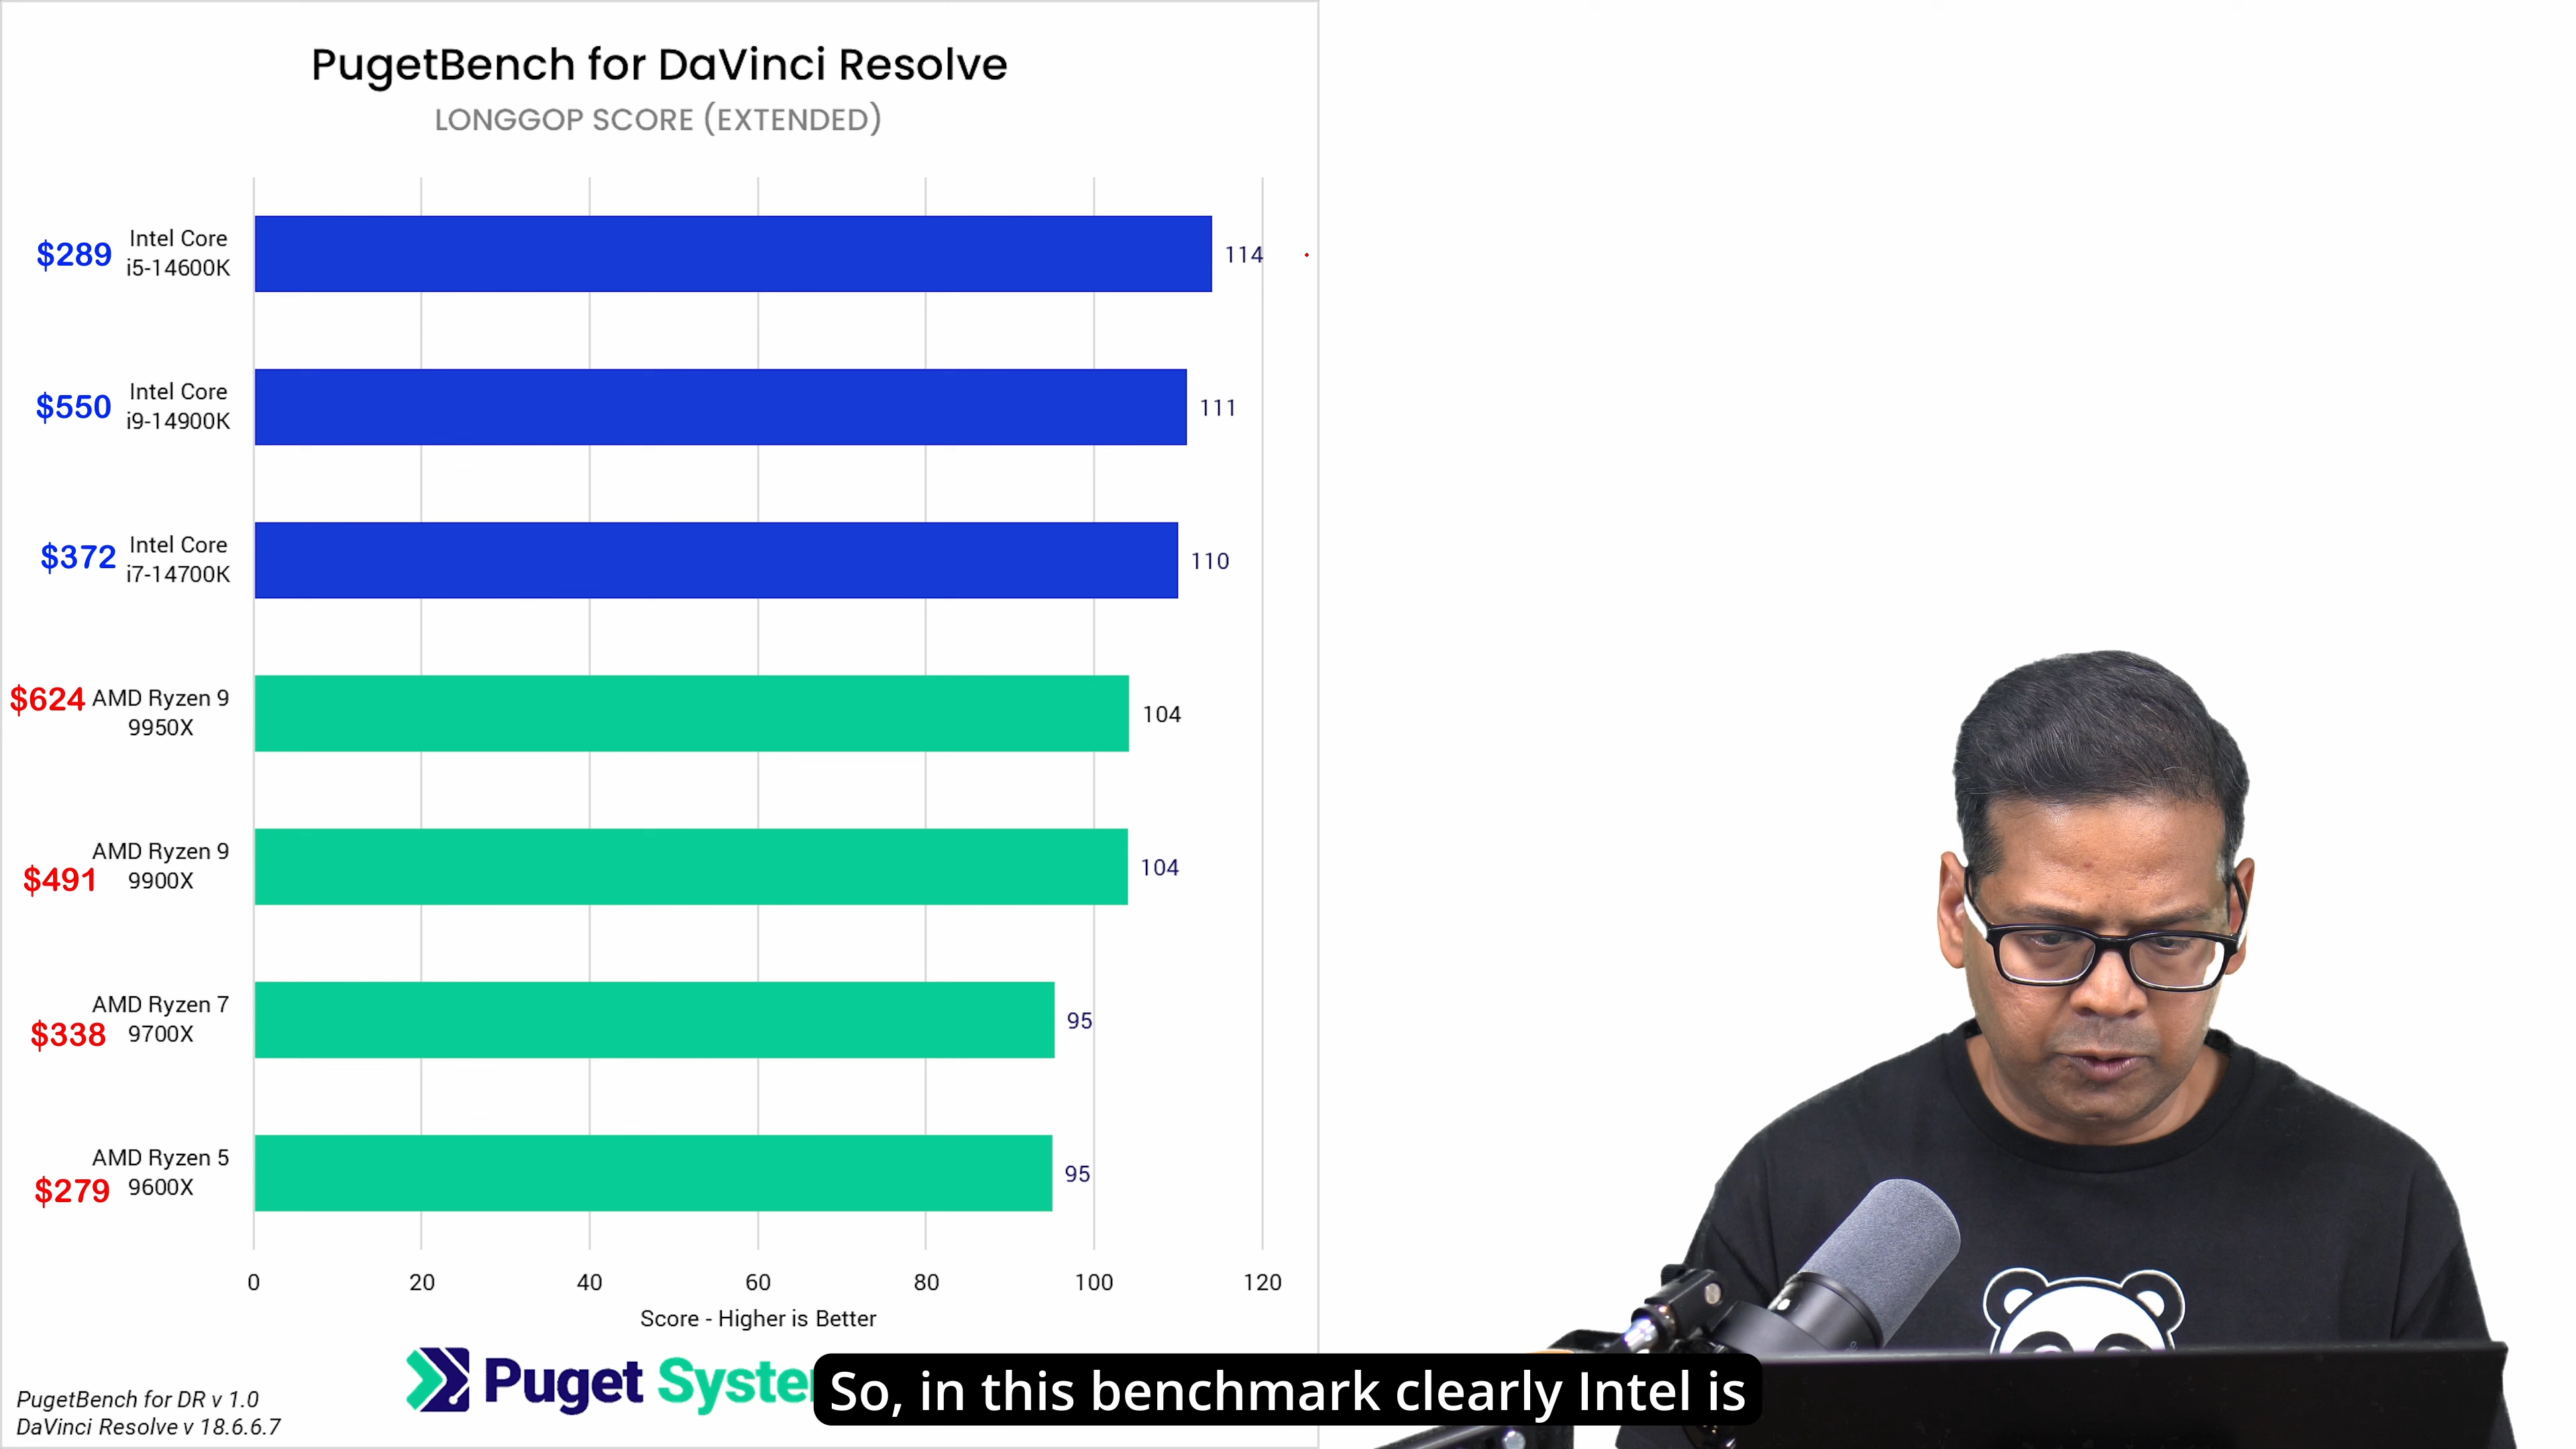 PugetBench for DaVinci Resolve
LONGGOP SCORE (EXTENDED)
$289
Intel Core
i5-14600K
114
$550
Intel Core
i9-14900K
111
$372
Intel Core
i7-14700K
110
$624
AMD Ryzen 9
9950X
104
AMD Ryzen 9
$491
9900X
104
AMD Ryzen 7
$338
9700X
95
AMD Ryzen 5
$279
9600X
95
0 20 40 60 80 100 120
Score - Higher is Better
Puget Syste
So, in this benchmark clearly Intel is
PugetBench for DR v 1.0
DaVinci Resolve v 18.6.6.7